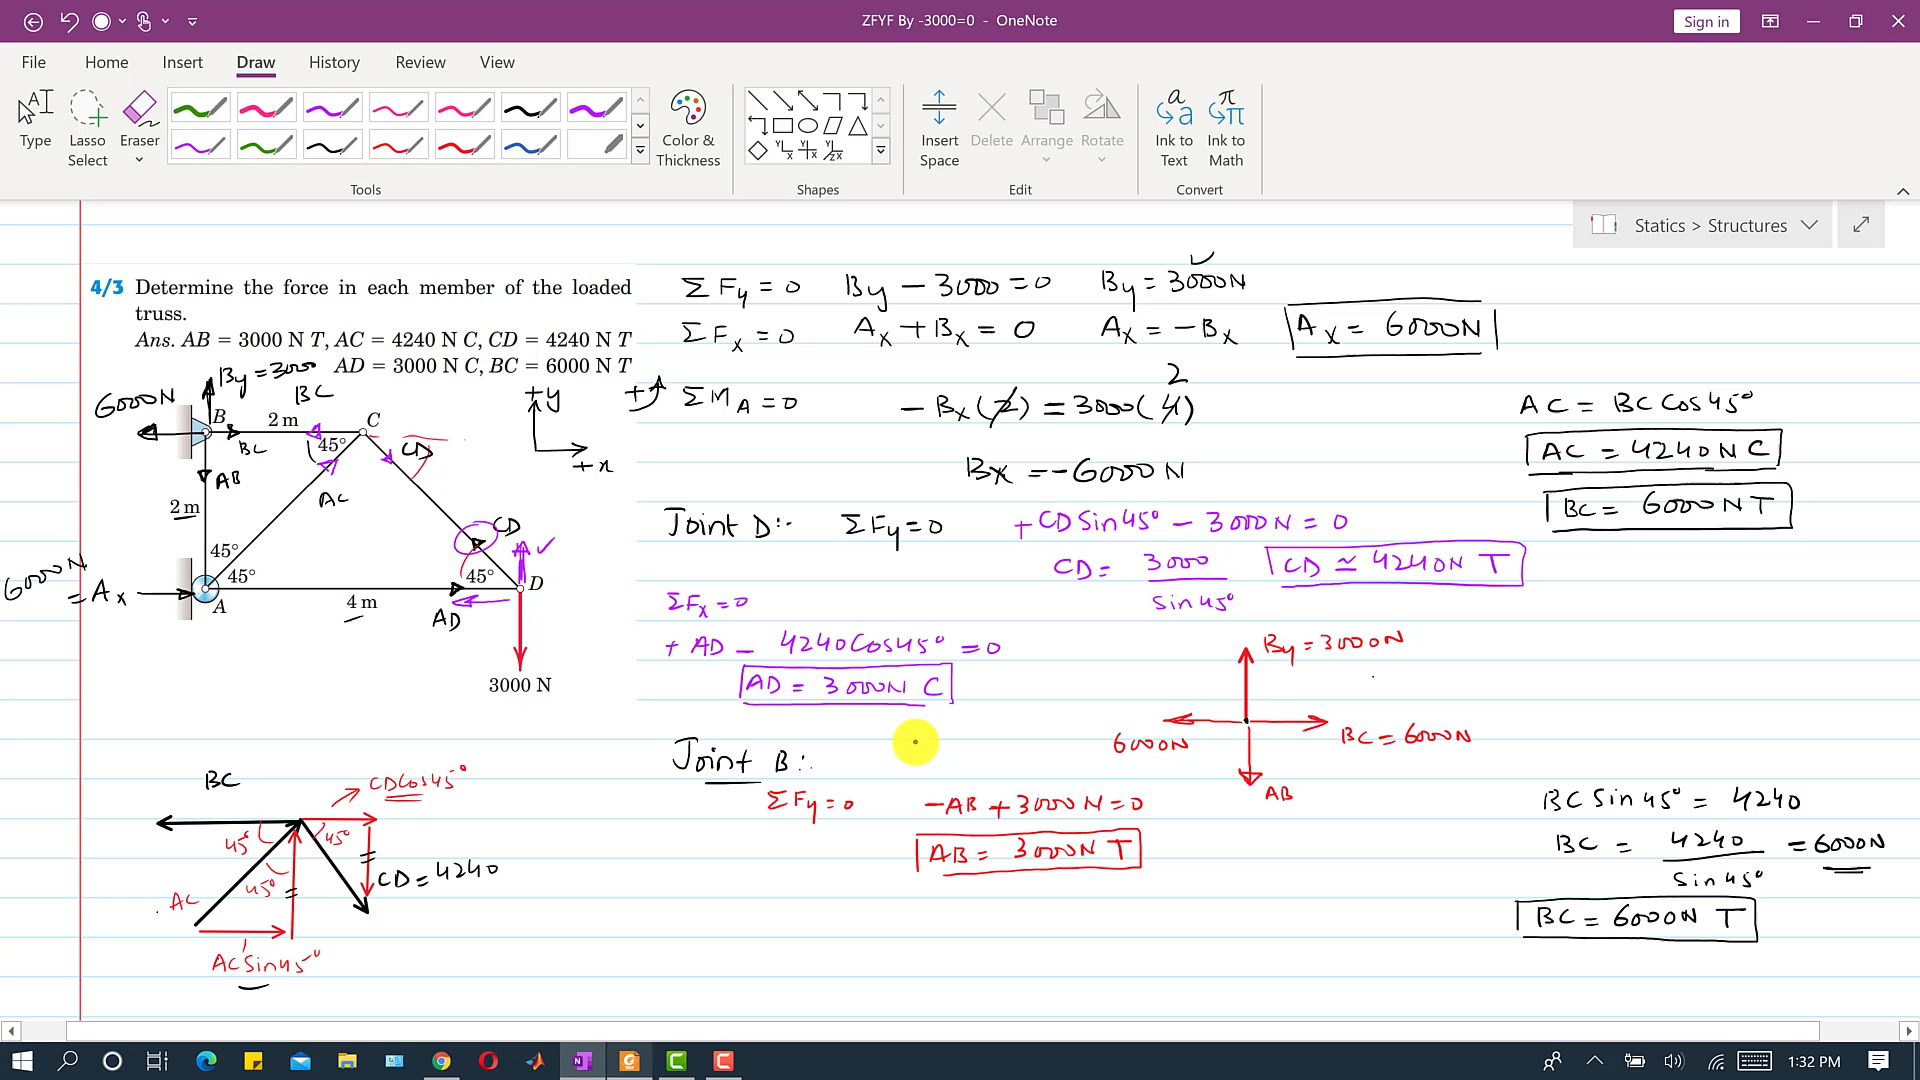 ZFYF By -3000=0 - OneNote
Sign in
File Home Insert Draw History Review View
Type
Lasso Select
Eraser
Color & Thickness
Insert Space
Delete
Arrange
Rotate
Ink to Text
Ink to Math
Tools
Shapes
Edit
Convert
Statics > Structures
4/3 Determine the force in each member of the loaded
truss.
Ans. AB = 3000 N T, AC = 4240 N C, CD = 4240 N T
AD = 3000 N C, BC = 6000 N T
By = 3000
6000N
BC
B
2 m
C
BC
45°
CD
AB
2 m
AC
CD
45°
45°
45°
D
6000N
= Ax
A
4 m
AD
3000 N
+y
+x
ΣFy = 0 By - 3000 = 0 By = 3000N
ΣFx = 0 Ax + Bx = 0 Ax = -Bx Ax = 6000N
+ ΣMA = 0 - Bx (2) = 3000 (4) 2
Bx = -6000N
AC = BC Cos45°
AC = 4240N C
BC = 6000N T
Joint D:- ΣFy = 0 + CD Sin45° - 3000N = 0
CD = 3000 / sin45° CD ≃ 4240N T
ΣFx = 0
+ AD - 4240Cos45° = 0
AD = 3000N C
By = 3000N
6000N
BC = 6000N
AB
Joint B:-
ΣFy = 0 -AB + 3000N = 0
AB = 3000N T
BC Sin45° = 4240
BC = 4240 / sin45° = 6000N
BC = 6000N T
BC
CDCos45°
45°
45°
45°
AC
CD = 4240
ACSin45°
1:32 PM